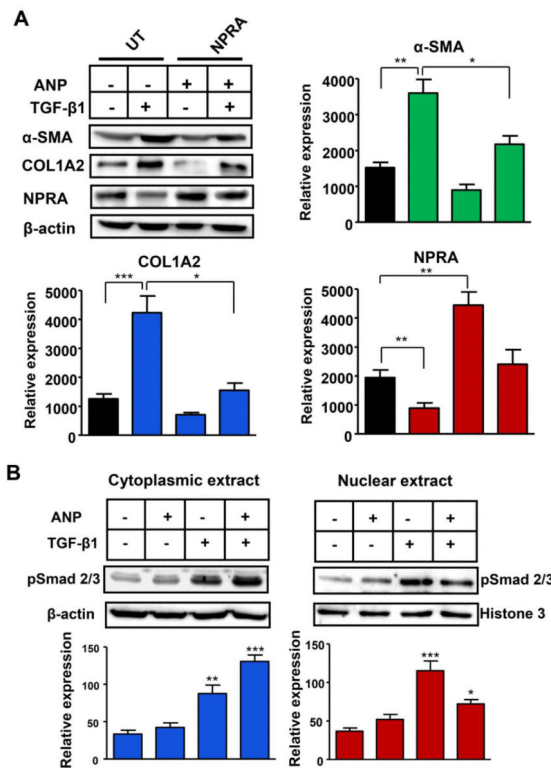 A
UT NPRA
ANP - - + +
TGF-β1 - + - +
α-SMA
COL1A2
NPRA
β-actin
α-SMA
Relative expression
4000
3000
2000
1000
0
** *
COL1A2
Relative expression
5000
4000
3000
2000
1000
0
*** *
NPRA
Relative expression
5000
4000
3000
2000
1000
0
**
**
B
Cytoplasmic extract
ANP - + - +
TGF-β1 - - + +
pSmad 2/3
β-actin
Relative expression
150
100
50
0
** ***
Nuclear extract
- + - +
- - + +
pSmad 2/3
Histone 3
Relative expression
150
100
50
0
*** *